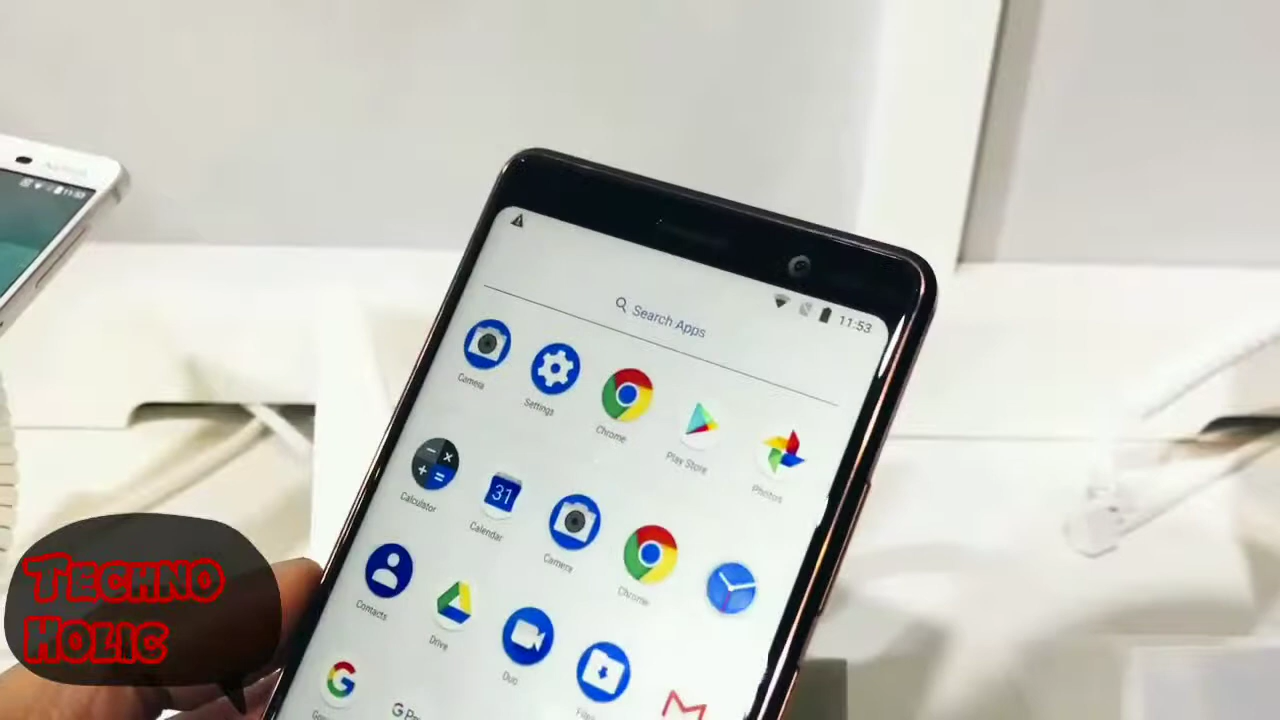 Search Apps
11:53
Camera
Settings
Chrome
Play Store
Photos
Calculator
31
Calendar
Camera
Chrome
Contacts
Drive
Duo
TECHNO
HOLIC